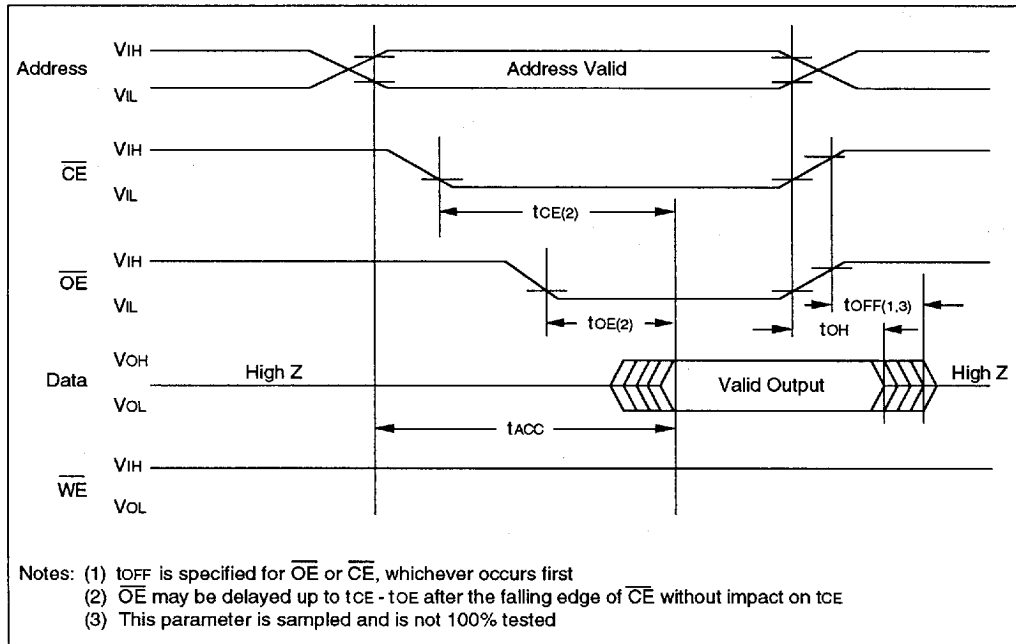 VIH
Address
Address Valid
VIL
VIH
CE
VIL
tCE(2)
VIH
OE
VIL
tOFF(1,3)
tOE(2)
tOH
VOH
Data
High Z
Valid Output
High Z
VOL
tACC
VIH
WE
VOL
Notes: (1) tOFF is specified for OE or CE, whichever occurs first
(2) OE may be delayed up to tCE - tOE after the falling edge of CE without impact on tCE
(3) This parameter is sampled and is not 100% tested